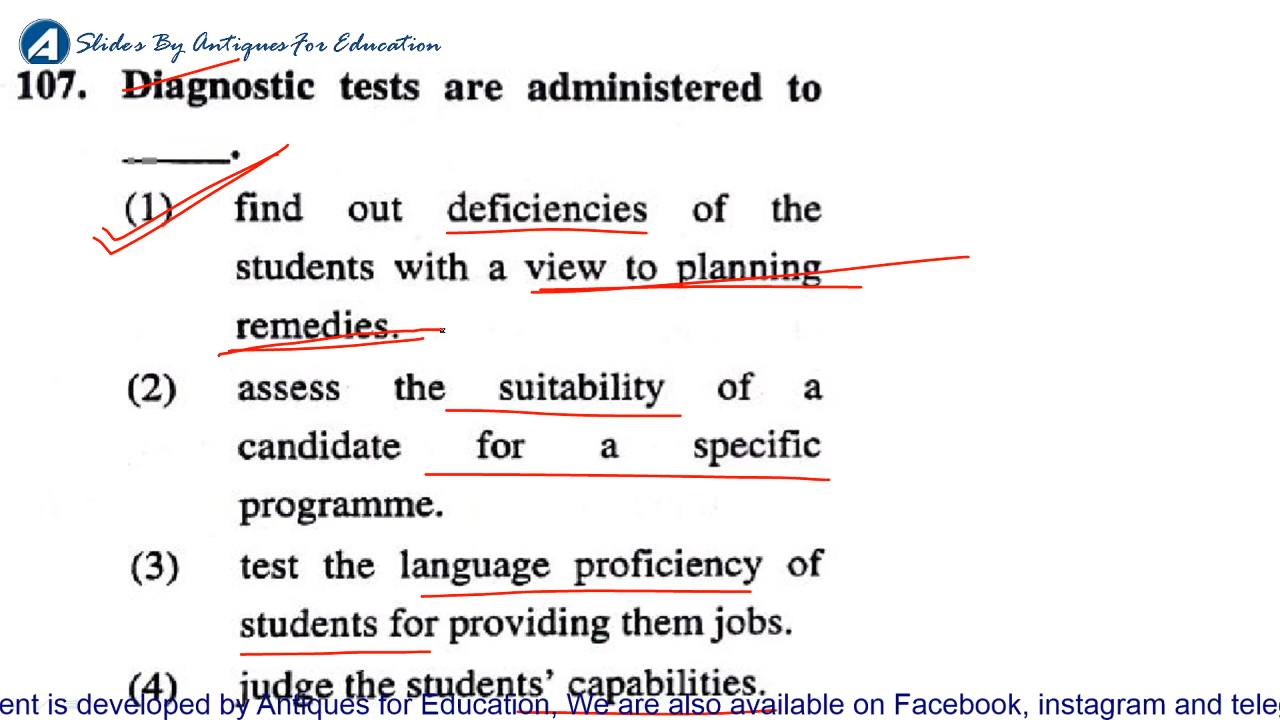 Slides By AntiquesFor Education
107. Diagnostic tests are administered to
______.
(1) find out deficiencies of the
students with a view to planning
remedies.
(2) assess the suitability of a
candidate for a specific
programme.
(3) test the language proficiency of
students for providing them jobs.
(4) judge the students' capabilities.
ent is developed by Antiques for Education, We are also available on Facebook, instagram and tele